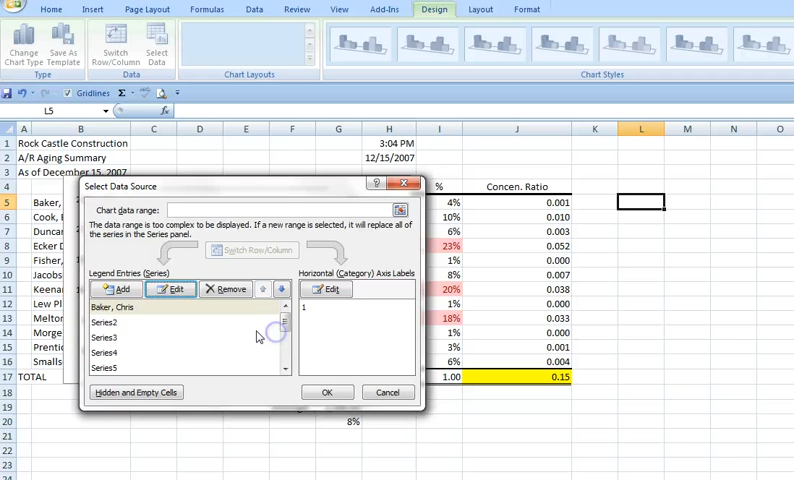 Home Insert Page Layout Formulas Data Review View Add-Ins Design Layout Format
Change Chart Type Save As Template Switch Row/Column Select Data
Type Data Chart Layouts Chart Styles
Gridlines Σ
L5 fx
A B C D E F G H I J K L M N O
1 Rock Castle Construction 3:04 PM
2 A/R Aging Summary 12/15/2007
3 As of December 15, 2007
4 % Concen. Ratio
5 Baker, 4% 0.001
6 Cook, 10% 0.010
7 Duncan 6% 0.003
8 Ecker D 23% 0.052
9 Fisher, 1% 0.000
10 Jacobs 8% 0.007
11 Keenan 20% 0.038
12 Lew Pl 1% 0.000
13 Melton 18% 0.033
14 Morge 1% 0.000
15 Prentic 3% 0.001
16 Smalls 6% 0.004
17 TOTAL 1.00 0.15
18
19
20 8%
21
22
23
24
Select Data Source ?
Chart data range:
The data range is too complex to be displayed. If a new range is selected, it will replace all of
the series in the Series panel.
Switch Row/Column
Legend Entries (Series) Horizontal (Category) Axis Labels
Add Edit Remove Edit
Baker, Chris 1
Series2
Series3
Series4
Series5
Hidden and Empty Cells OK Cancel